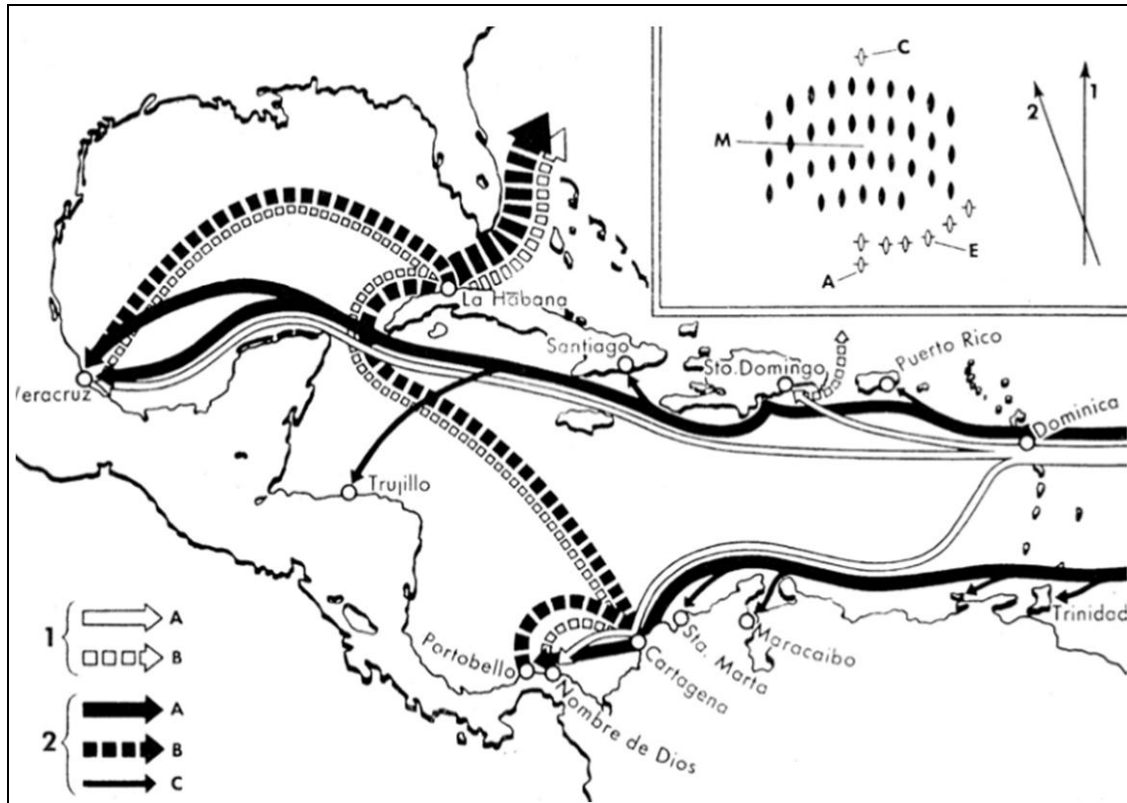 C
M
E
A
2
1
La Habana
Santiago
Sto. Domingo
Puerto Rico
Dominica
Veracruz
Trujillo
Portobello
Nombre de Dios
Cartagena
Sta. Marta
Maracaibo
Trinidad
1
A
B
2
A
B
C